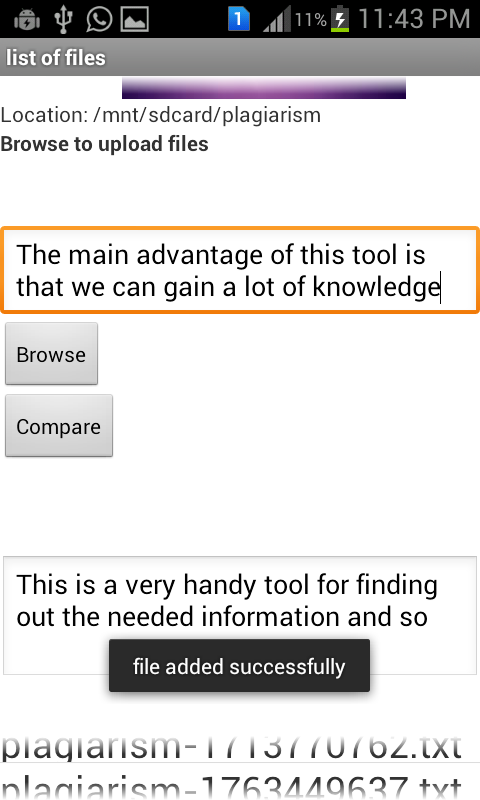 1 11% 11:43 PM
list of files
Location: /mnt/sdcard/plagiarism
Browse to upload files
The main advantage of this tool is
that we can gain a lot of knowledge
Browse
Compare
This is a very handy tool for finding
out the needed information and so
file added successfully
plagiarism-1713770762.txt
plagiarism-1763449637.txt